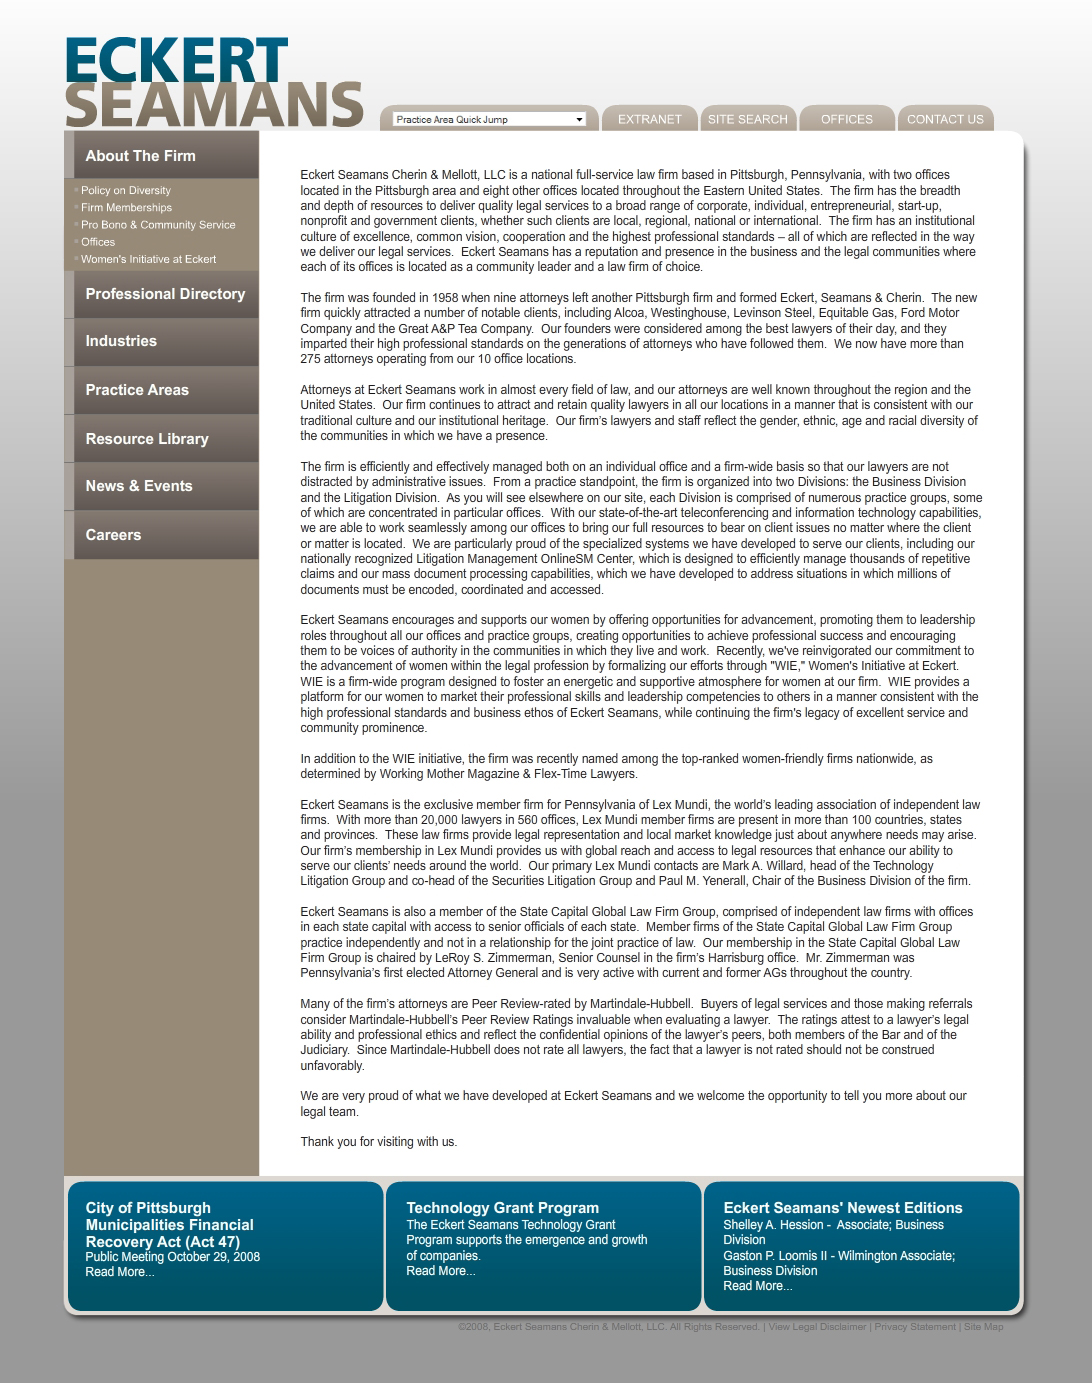 ECKERT
SEAMANS
Practice Area Quick Jump
EXTRANET
SITE SEARCH
OFFICES
CONTACT US
About The Firm
Policy on Diversity
Firm Memberships
Pro Bono & Community Service
Offices
Women's Initiative at Eckert
Professional Directory
Industries
Practice Areas
Resource Library
News & Events
Careers
Eckert Seamans Cherin & Mellott, LLC is a national full-service law firm based in Pittsburgh, Pennsylvania, with two offices
located in the Pittsburgh area and eight other offices located throughout the Eastern United States.  The firm has the breadth
and depth of resources to deliver quality legal services to a broad range of corporate, individual, entrepreneurial, start-up,
nonprofit and government clients, whether such clients are local, regional, national or international.  The firm has an institutional
culture of excellence, common vision, cooperation and the highest professional standards – all of which are reflected in the way
we deliver our legal services.  Eckert Seamans has a reputation and presence in the business and the legal communities where
each of its offices is located as a community leader and a law firm of choice.
The firm was founded in 1958 when nine attorneys left another Pittsburgh firm and formed Eckert, Seamans & Cherin.  The new
firm quickly attracted a number of notable clients, including Alcoa, Westinghouse, Levinson Steel, Equitable Gas, Ford Motor
Company and the Great A&P Tea Company.  Our founders were considered among the best lawyers of their day, and they
imparted their high professional standards on the generations of attorneys who have followed them.  We now have more than
275 attorneys operating from our 10 office locations.
Attorneys at Eckert Seamans work in almost every field of law, and our attorneys are well known throughout the region and the
United States.  Our firm continues to attract and retain quality lawyers in all our locations in a manner that is consistent with our
traditional culture and our institutional heritage.  Our firm's lawyers and staff reflect the gender, ethnic, age and racial diversity of
the communities in which we have a presence.
The firm is efficiently and effectively managed both on an individual office and a firm-wide basis so that our lawyers are not
distracted by administrative issues.  From a practice standpoint, the firm is organized into two Divisions: the Business Division
and the Litigation Division.  As you will see elsewhere on our site, each Division is comprised of numerous practice groups, some
of which are concentrated in particular offices.  With our state-of-the-art teleconferencing and information technology capabilities,
we are able to work seamlessly among our offices to bring our full resources to bear on client issues no matter where the client
or matter is located.  We are particularly proud of the specialized systems we have developed to serve our clients, including our
nationally recognized Litigation Management OnlineSM Center, which is designed to efficiently manage thousands of repetitive
claims and our mass document processing capabilities, which we have developed to address situations in which millions of
documents must be encoded, coordinated and accessed.
Eckert Seamans encourages and supports our women by offering opportunities for advancement, promoting them to leadership
roles throughout all our offices and practice groups, creating opportunities to achieve professional success and encouraging
them to be voices of authority in the communities in which they live and work.  Recently, we've reinvigorated our commitment to
the advancement of women within the legal profession by formalizing our efforts through "WIE," Women's Initiative at Eckert.
WIE is a firm-wide program designed to foster an energetic and supportive atmosphere for women at our firm.  WIE provides a
platform for our women to market their professional skills and leadership competencies to others in a manner consistent with the
high professional standards and business ethos of Eckert Seamans, while continuing the firm's legacy of excellent service and
community prominence.
In addition to the WIE initiative, the firm was recently named among the top-ranked women-friendly firms nationwide, as
determined by Working Mother Magazine & Flex-Time Lawyers.
Eckert Seamans is the exclusive member firm for Pennsylvania of Lex Mundi, the world's leading association of independent law
firms.  With more than 20,000 lawyers in 560 offices, Lex Mundi member firms are present in more than 100 countries, states
and provinces.  These law firms provide legal representation and local market knowledge just about anywhere needs may arise.
Our firm's membership in Lex Mundi provides us with global reach and access to legal resources that enhance our ability to
serve our clients' needs around the world.  Our primary Lex Mundi contacts are Mark A. Willard, head of the Technology
Litigation Group and co-head of the Securities Litigation Group and Paul M. Yenerall, Chair of the Business Division of the firm.
Eckert Seamans is also a member of the State Capital Global Law Firm Group, comprised of independent law firms with offices
in each state capital with access to senior officials of each state.  Member firms of the State Capital Global Law Firm Group
practice independently and not in a relationship for the joint practice of law.  Our membership in the State Capital Global Law
Firm Group is chaired by LeRoy S. Zimmerman, Senior Counsel in the firm's Harrisburg office.  Mr. Zimmerman was
Pennsylvania's first elected Attorney General and is very active with current and former AGs throughout the country.
Many of the firm's attorneys are Peer Review-rated by Martindale-Hubbell.  Buyers of legal services and those making referrals
consider Martindale-Hubbell's Peer Review Ratings invaluable when evaluating a lawyer.  The ratings attest to a lawyer's legal
ability and professional ethics and reflect the confidential opinions of the lawyer's peers, both members of the Bar and of the
Judiciary.  Since Martindale-Hubbell does not rate all lawyers, the fact that a lawyer is not rated should not be construed
unfavorably.
We are very proud of what we have developed at Eckert Seamans and we welcome the opportunity to tell you more about our
legal team.
Thank you for visiting with us.
City of Pittsburgh
Municipalities Financial
Recovery Act (Act 47)
Public Meeting October 29, 2008
Read More...
Technology Grant Program
The Eckert Seamans Technology Grant
Program supports the emergence and growth
of companies.
Read More...
Eckert Seamans' Newest Editions
Shelley A. Hession -  Associate; Business
Division
Gaston P. Loomis II - Wilmington Associate;
Business Division
Read More...
©2008, Eckert Seamans Cherin & Mellott, LLC. All Rights Reserved. | View Legal Disclaimer | Privacy Statement | Site Map